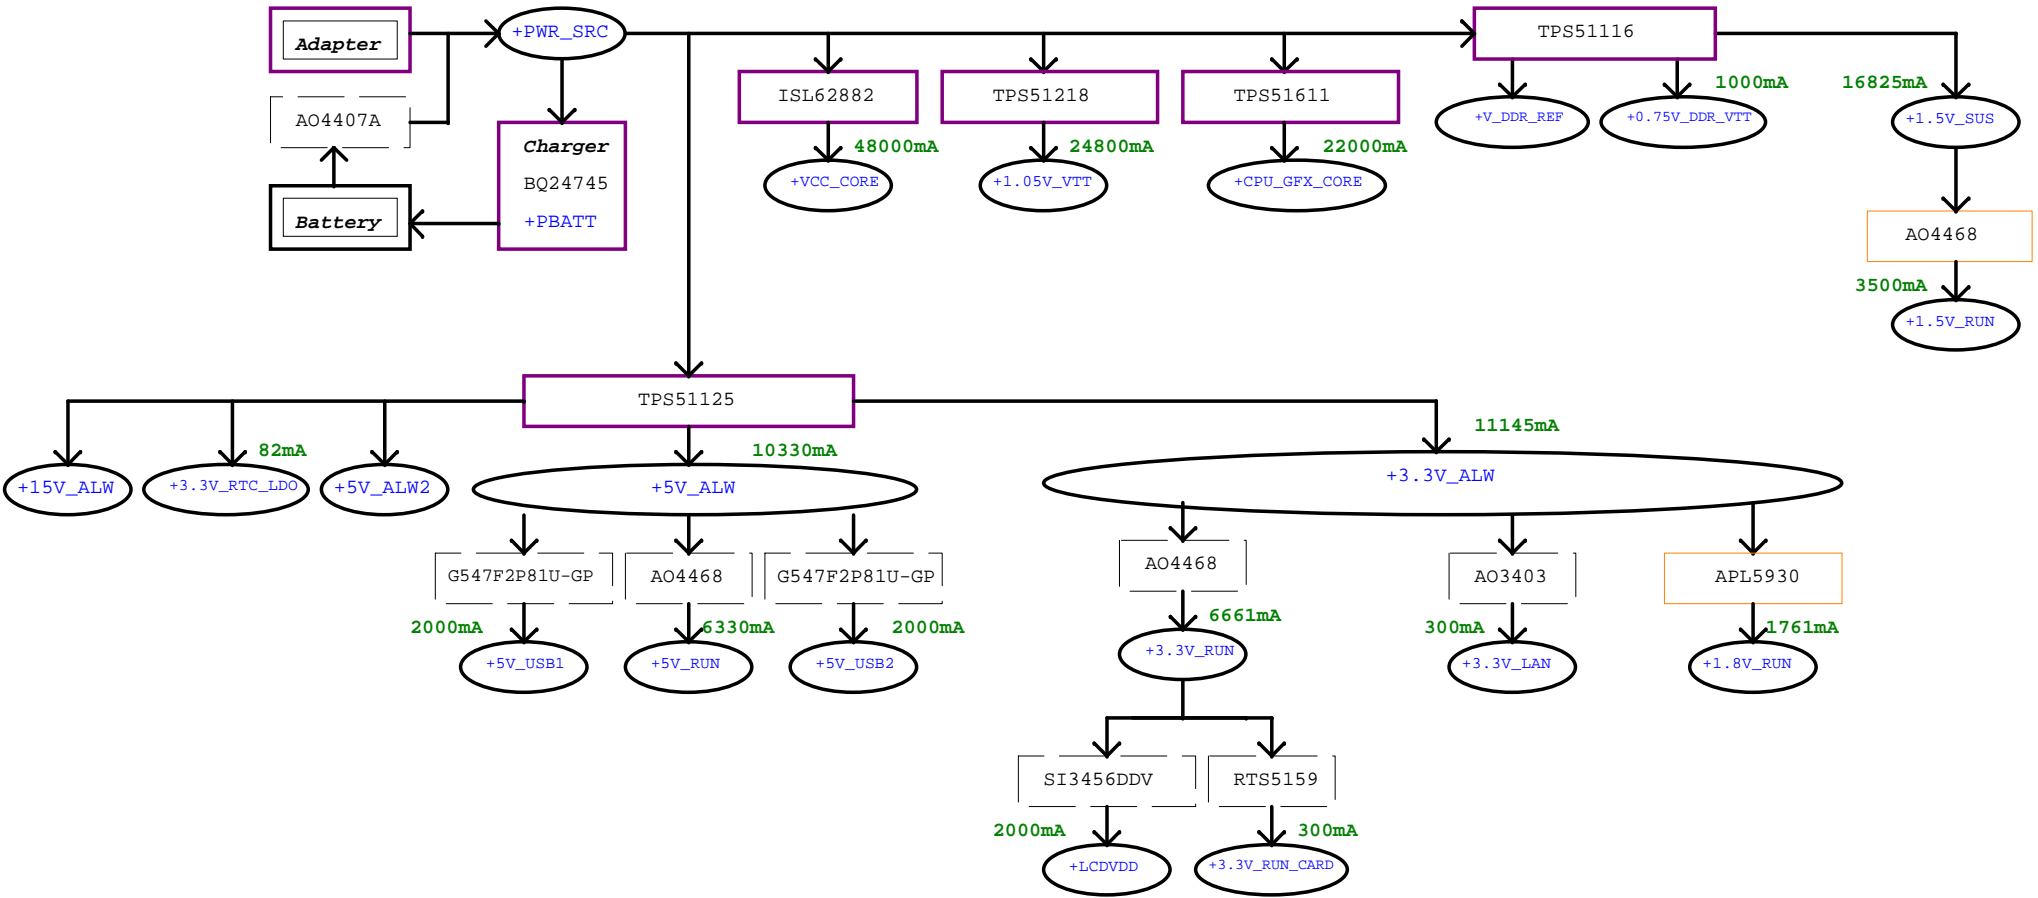 Adapter
+PWR_SRC
TPS51116
AO4407A
Charger
BQ24745
+PBATT
Battery
ISL62882
TPS51218
TPS51611
48000mA
24800mA
22000mA
+VCC_CORE
+1.05V_VTT
+CPU_GFX_CORE
1000mA
16825mA
+V_DDR_REF
+0.75V_DDR_VTT
+1.5V_SUS
AO4468
3500mA
+1.5V_RUN
TPS51125
82mA
10330mA
11145mA
+15V_ALW
+3.3V_RTC_LDO
+5V_ALW2
+5V_ALW
+3.3V_ALW
G547F2P81U-GP
AO4468
G547F2P81U-GP
AO4468
AO3403
APL5930
2000mA
6330mA
2000mA
6661mA
300mA
1761mA
+5V_USB1
+5V_RUN
+5V_USB2
+3.3V_RUN
+3.3V_LAN
+1.8V_RUN
SI3456DDV
RTS5159
2000mA
300mA
+LCDVDD
+3.3V_RUN_CARD